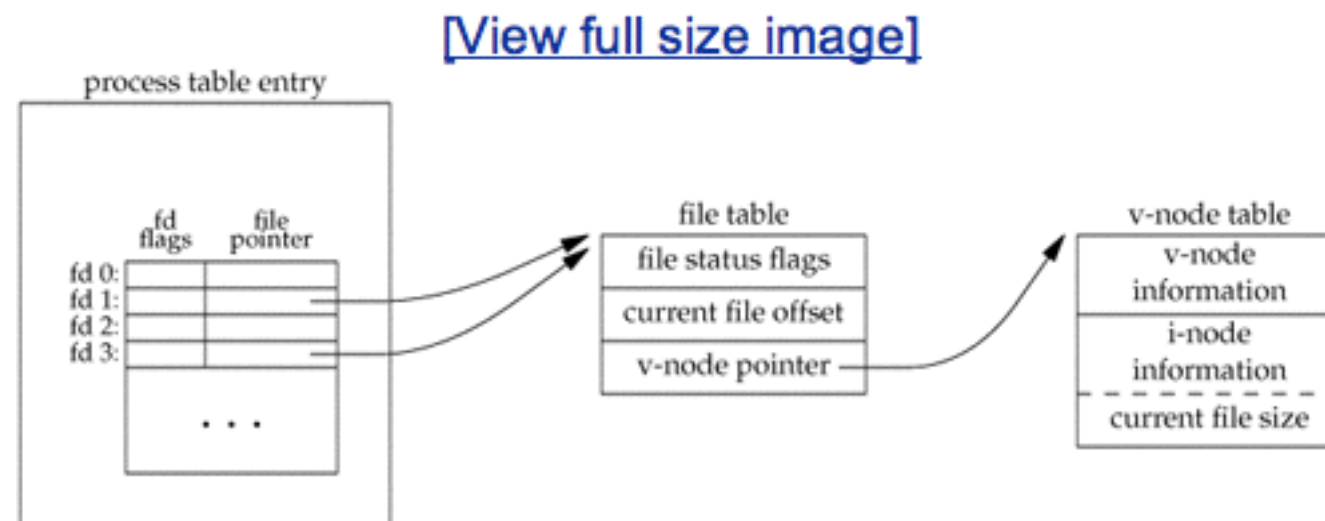 [View full size image]
process table entry
fd
flags
file
pointer
fd 0:
fd 1:
fd 2:
fd 3:
. . .
file table
file status flags
current file offset
v-node pointer
v-node table
v-node
information
i-node
information
current file size